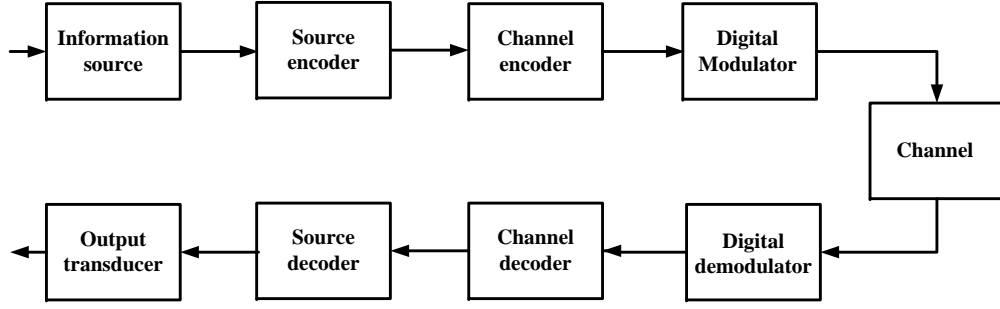 Information
source
Source
encoder
Channel
encoder
Digital
Modulator
Channel
Output
transducer
Source
decoder
Channel
decoder
Digital
demodulator